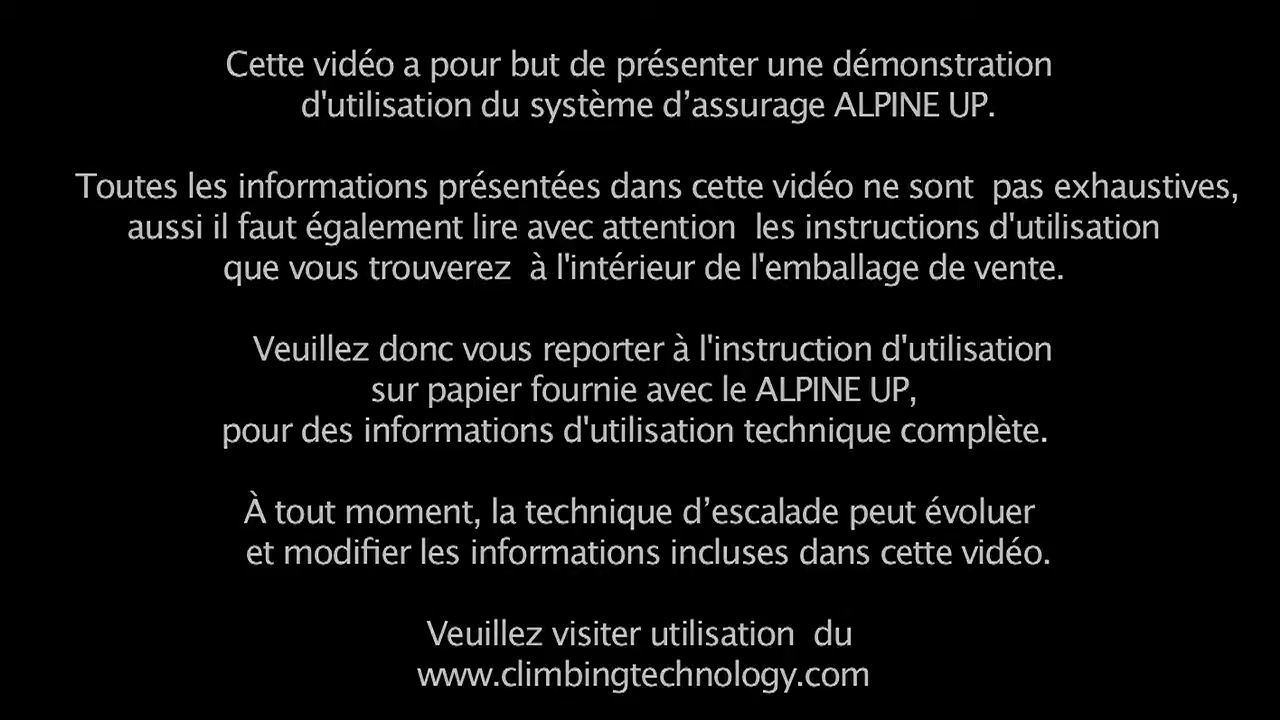 Cette vidéo a pour but de présenter une démonstration
d'utilisation du système d’assurage ALPINE UP.
Toutes les informations présentées dans cette vidéo ne sont  pas exhaustives,
aussi il faut également lire avec attention  les instructions d'utilisation
que vous trouverez  à l'intérieur de l'emballage de vente.
Veuillez donc vous reporter à l'instruction d'utilisation
sur papier fournie avec le ALPINE UP,
pour des informations d'utilisation technique complète.
À tout moment, la technique d’escalade peut évoluer
et modifier les informations incluses dans cette vidéo.
Veuillez visiter utilisation  du
www.climbingtechnology.com